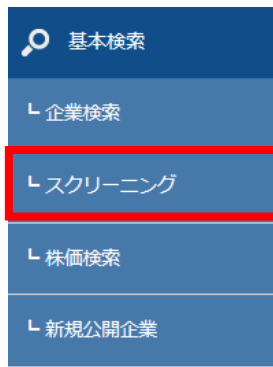 基本検索
┗ 企業検索
┗ スクリーニング
┗ 株価検索
┗ 新規公開企業